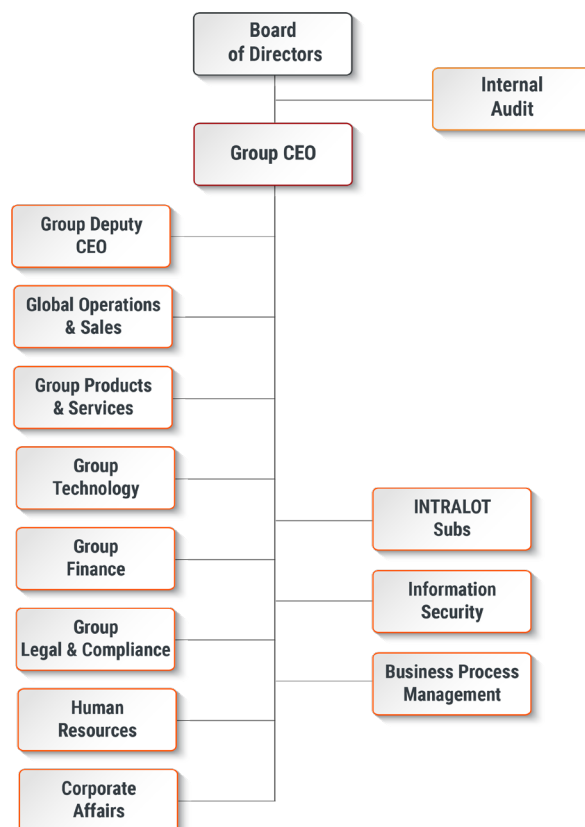 Board
of Directors
Internal
Audit
Group CEO
Group Deputy
CEO
Global Operations
& Sales
Group Products
& Services
Group
Technology
Group
Finance
Group
Legal & Compliance
Human
Resources
Corporate
Affairs
INTRALOT
Subs
Information
Security
Business Process
Management